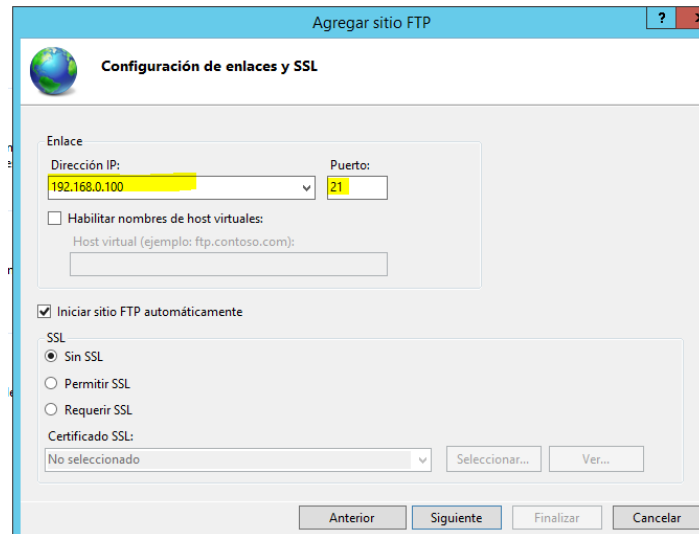 Agregar sitio FTP
?
Configuración de enlaces y SSL
Enlace
Dirección IP: Puerto:
192.168.0.100 21
Habilitar nombres de host virtuales:
Host virtual (ejemplo: ftp.contoso.com):
Iniciar sitio FTP automáticamente
SSL
Sin SSL
Permitir SSL
Requerir SSL
Certificado SSL:
No seleccionado Seleccionar... Ver...
Anterior Siguiente Finalizar Cancelar